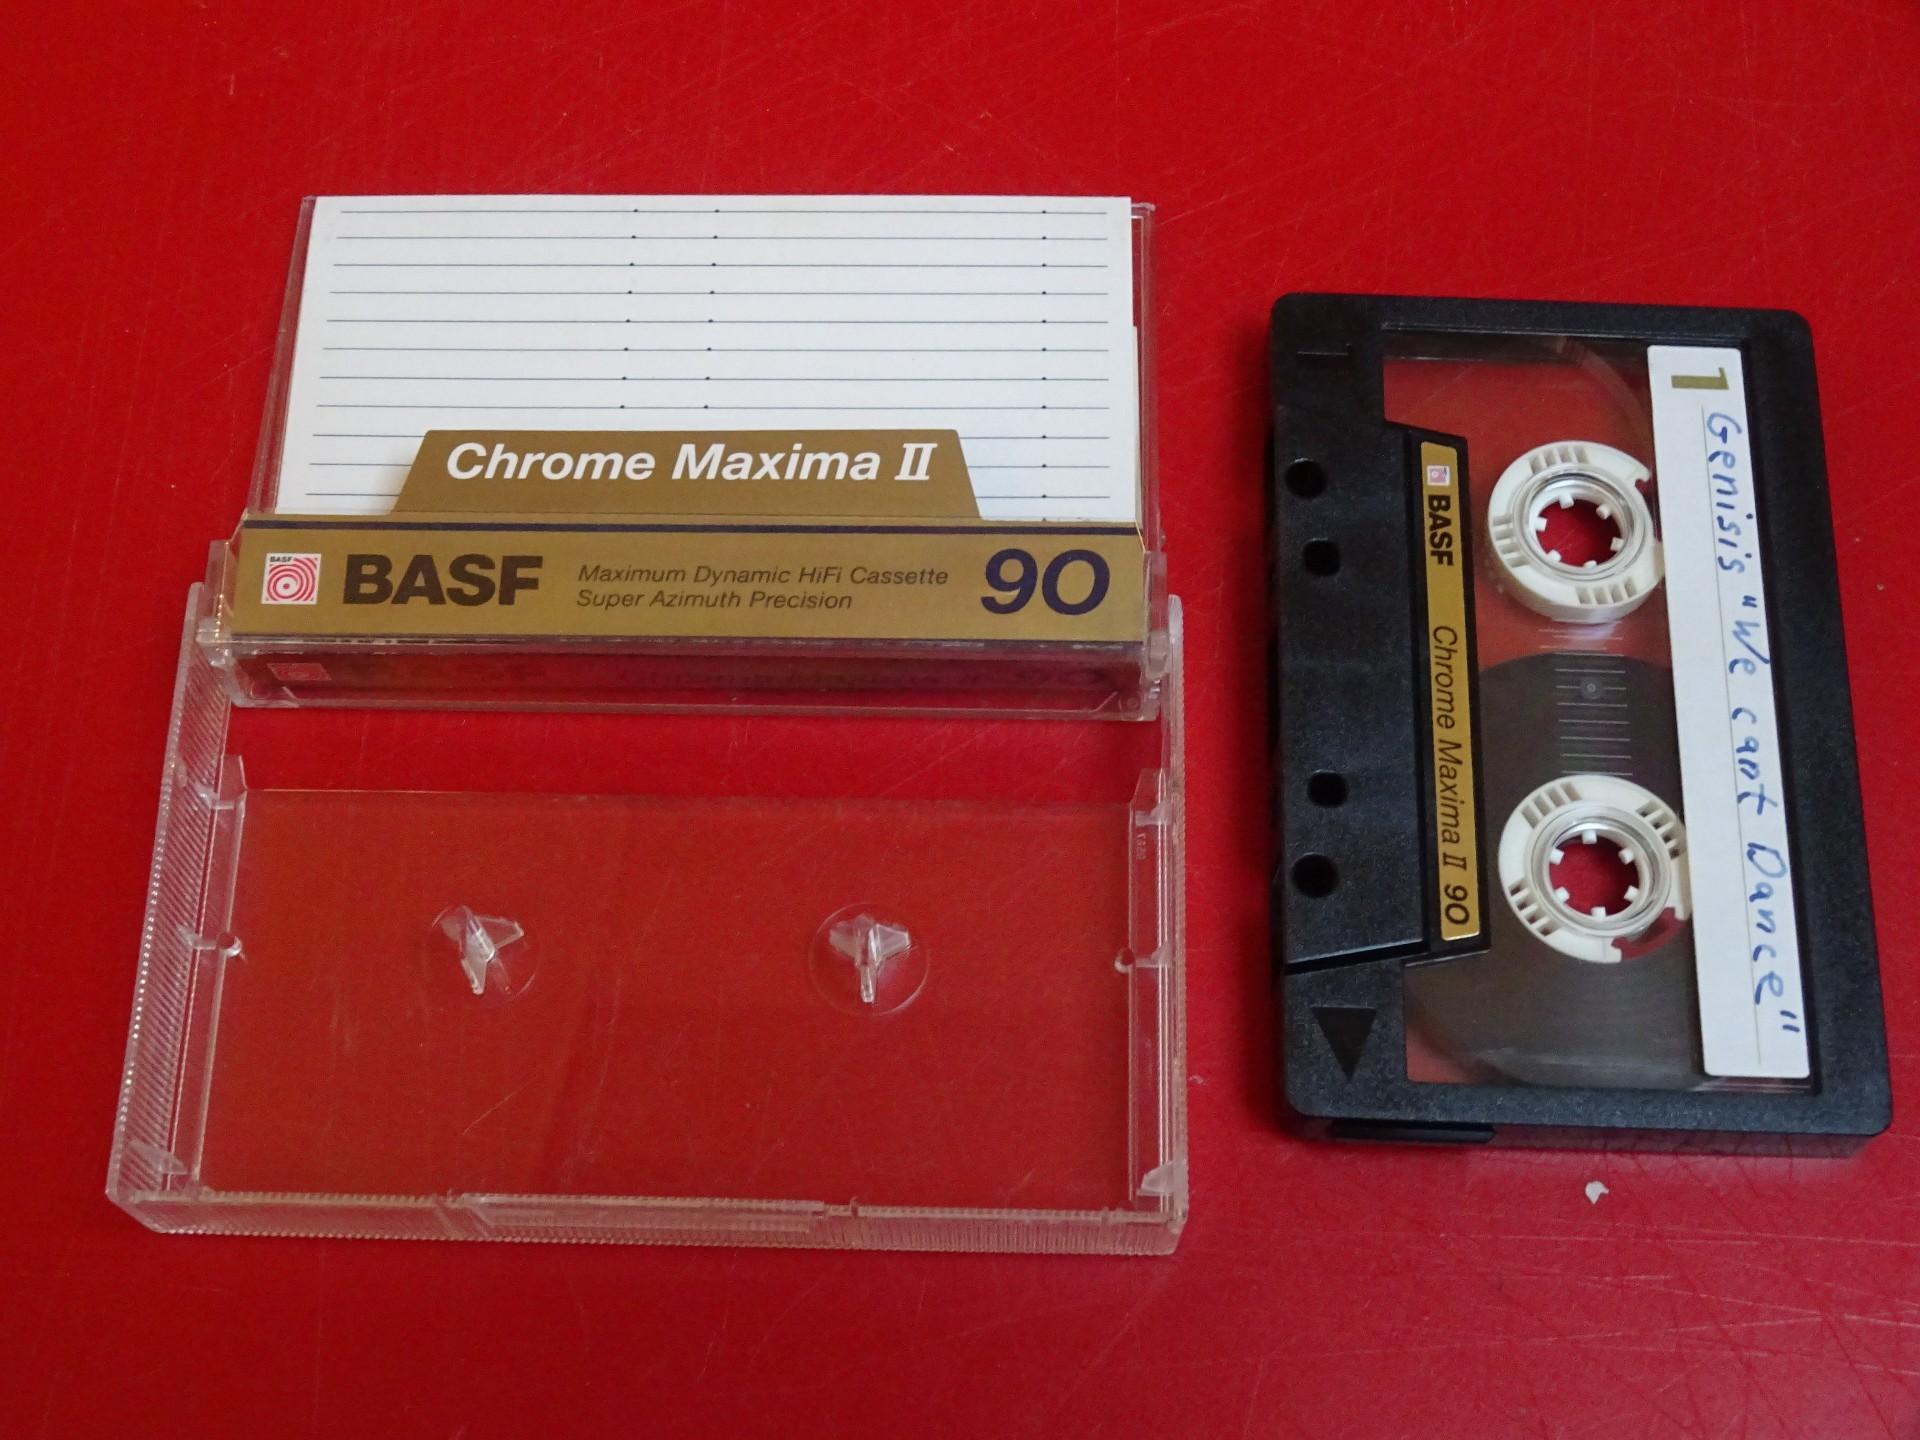 Chrome Maxima II
BASF
BASF
Maximum Dynamic HiFi Cassette
Super Azimuth Precision
90
1
Genisis "We cant Dance"
BASF
Chrome Maxima II 90